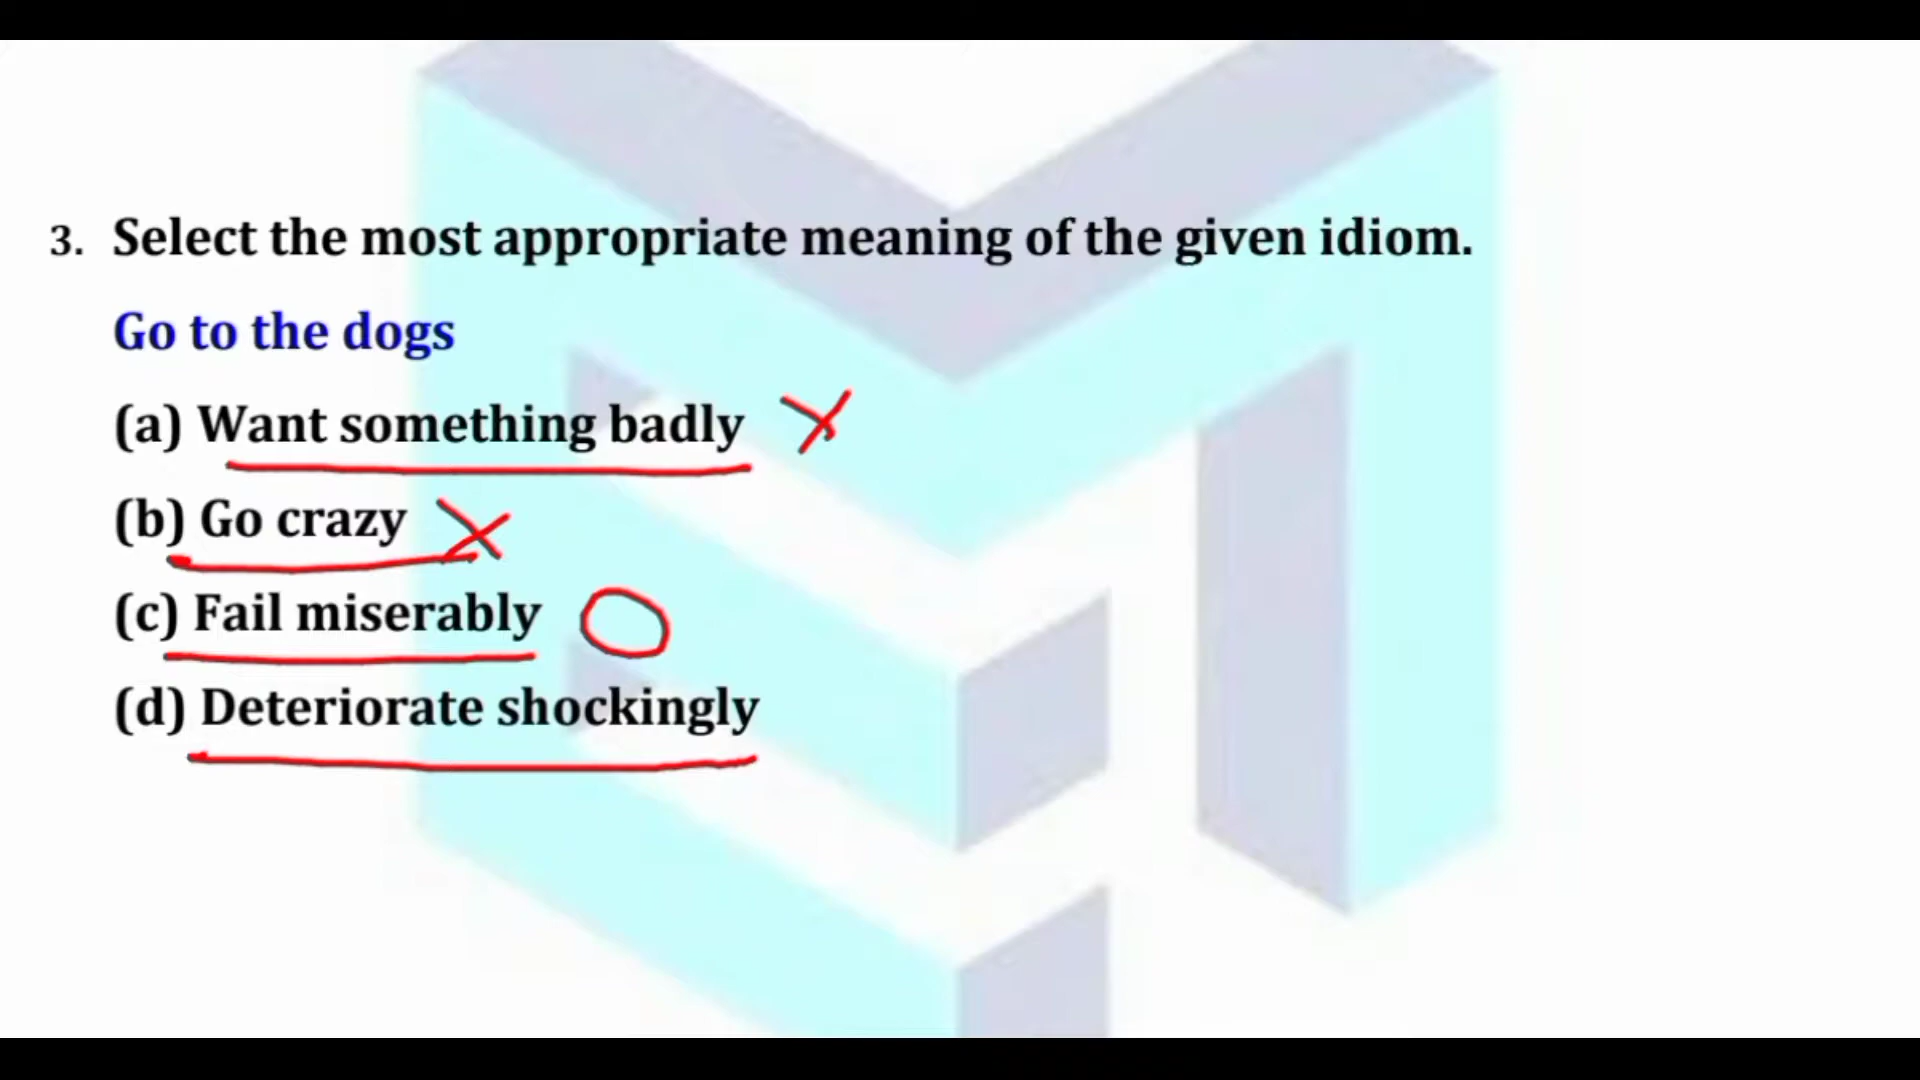 3. Select the most appropriate meaning of the given idiom.
Go to the dogs
(a) Want something badly
(b) Go crazy
(c) Fail miserably
(d) Deteriorate shockingly